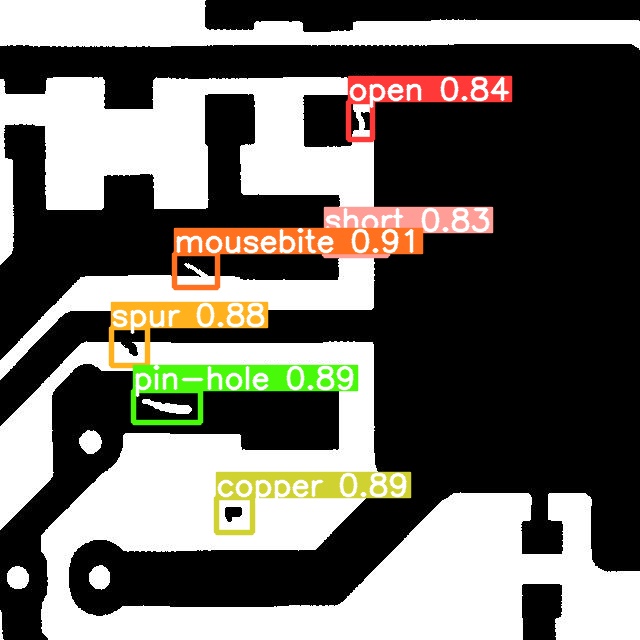 open 0.84
short 0.83
mousebite 0.91
spur 0.88
pin-hole 0.89
copper 0.89